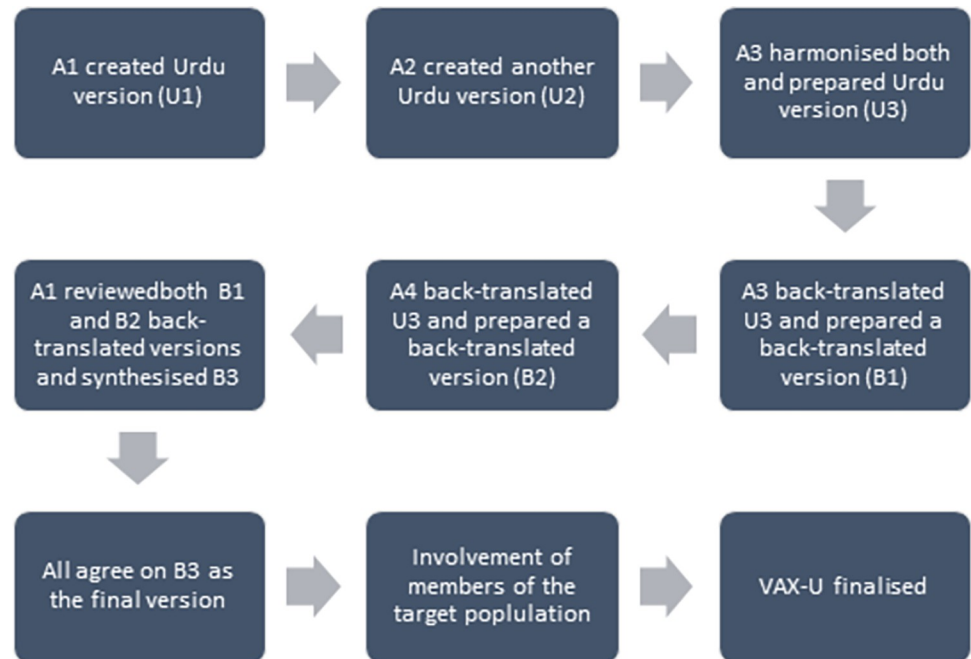 A1 created Urdu
version (U1)
A2 created another
Urdu version (U2)
A3 harmonised both
and prepared Urdu
version (U3)
A3 back-translated
U3 and prepared a
back-translated
version (B1)
A4 back-translated
U3 and prepared a
back-translated
version (B2)
A1 reviewedboth B1
and B2 back-
translated versions
and synthesised B3
All agree on B3 as
the final version
Involvement of
members of the
target poplulation
VAX-U finalised